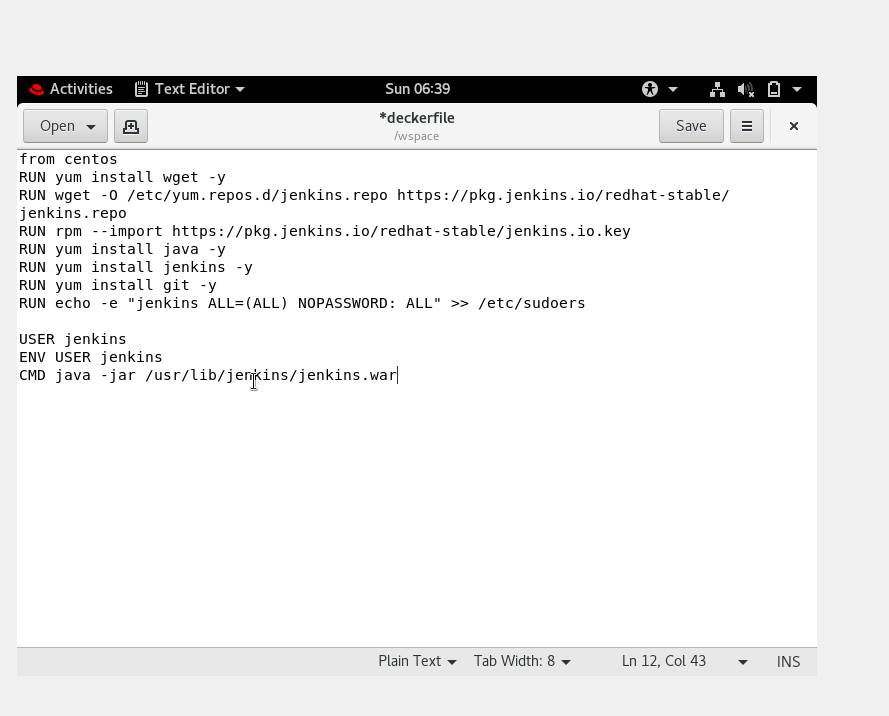 Activities
Text Editor
Sun 06:39
Open
*deckerfile
/wspace
Save
from centos
RUN yum install wget -y
RUN wget -O /etc/yum.repos.d/jenkins.repo https://pkg.jenkins.io/redhat-stable/
jenkins.repo
RUN rpm --import https://pkg.jenkins.io/redhat-stable/jenkins.io.key
RUN yum install java -y
RUN yum install jenkins -y
RUN yum install git -y
RUN echo -e "jenkins ALL=(ALL) NOPASSWORD: ALL" >> /etc/sudoers
USER jenkins
ENV USER jenkins
CMD java -jar /usr/lib/jenkins/jenkins.war
Plain Text
Tab Width: 8
Ln 12, Col 43
INS